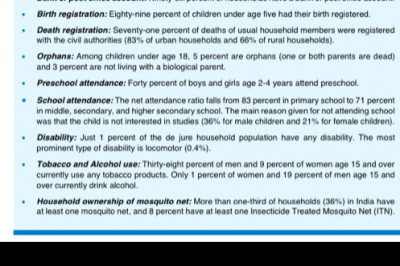 Birth registration: Eighty-nine percent of children under age five had their birth registered.
Death registration: Seventy-one percent of deaths of usual household members were registered
with the civil authorities (83% of urban households and 66% of rural households).
Orphans: Among children under age 18, 5 percent are orphans (one or both parents are dead)
and 3 percent are not living with a biological parent.
Preschool attendance: Forty percent of boys and girls age 2-4 years attend preschool.
School attendance: The net attendance ratio falls from 83 percent in primary school to 71 percent
in middle, secondary, and higher secondary school. The main reason given for not attending school
was that the child is not interested in studies (36% for male children and 21% for female children).
Disability: Just 1 percent of the de jure household population have any disability. The most
prominent type of disability is locomotor (0.4%).
Tobacco and Alcohol use: Thirty-eight percent of men and 9 percent of women age 15 and over
currently use any tobacco products. Only 1 percent of women and 19 percent of men age 15 and
over currently drink alcohol.
Household ownership of mosquito net: More than one-third of households (36%) in India have
at least one mosquito net, and 8 percent have at least one Insecticide Treated Mosquito Net (ITN).